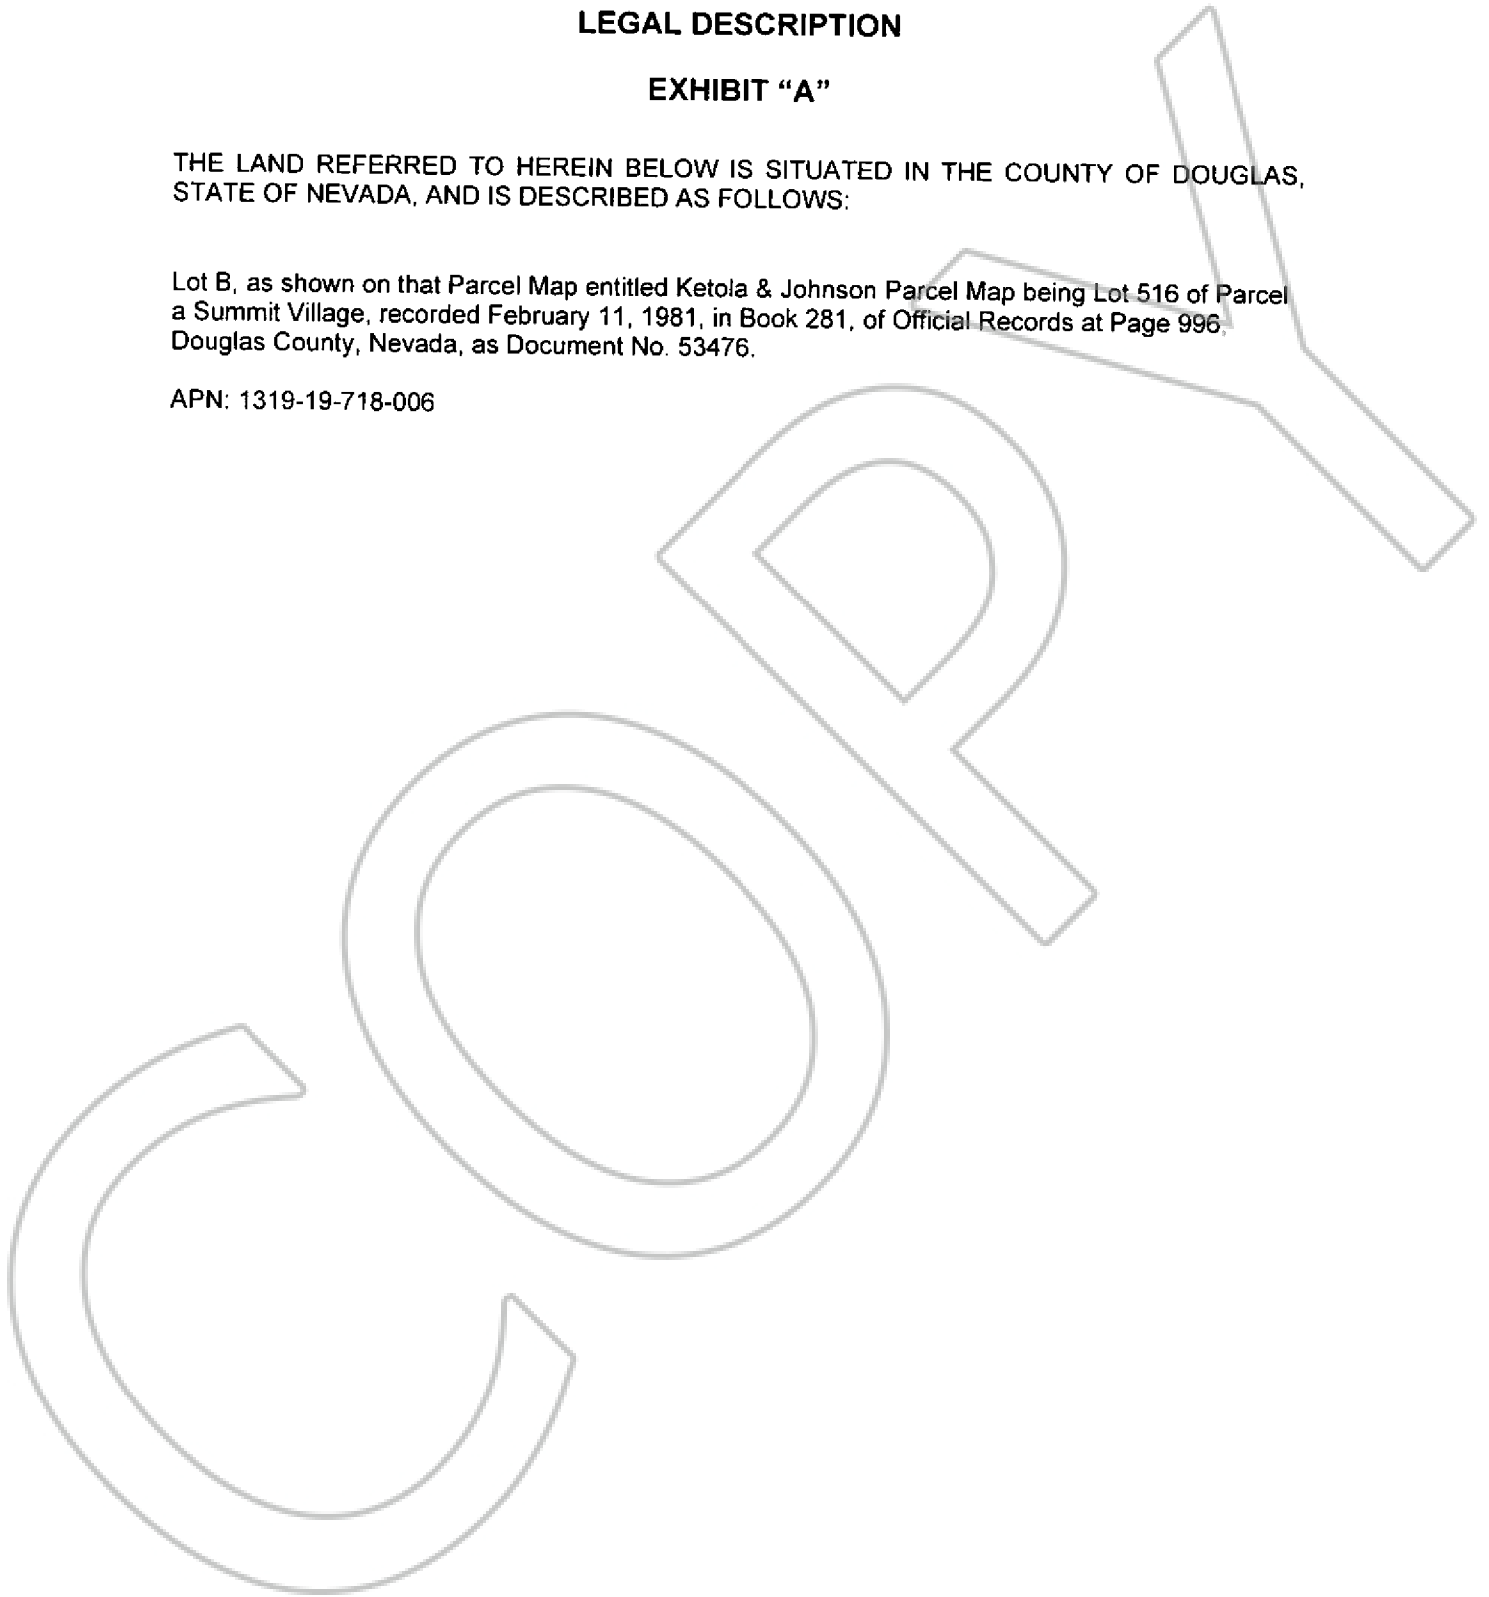 LEGAL DESCRIPTION
EXHIBIT “A”
THE LAND REFERRED TO HEREIN BELOW IS SITUATED IN THE COUNTY OF DOUGLAS,
STATE OF NEVADA, AND IS DESCRIBED AS FOLLOWS:
Lot B, as shown on that Parcel Map entitled Ketola & Johnson Parcel Map being Lot 516 of Parcel
a Summit Village, recorded February 11, 1981, in Book 281, of Official Records at Page 996,
Douglas County, Nevada, as Document No. 53476.
APN: 1319-19-718-006
COPY